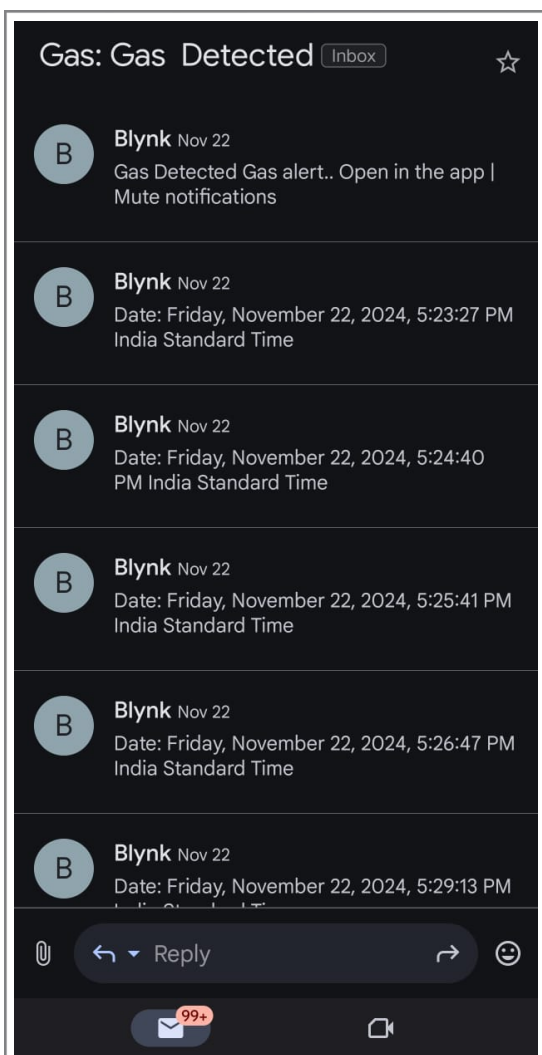 Gas: Gas Detected Inbox
B
Blynk Nov 22
Gas Detected Gas alert.. Open in the app |
Mute notifications
B
Blynk Nov 22
Date: Friday, November 22, 2024, 5:23:27 PM
India Standard Time
B
Blynk Nov 22
Date: Friday, November 22, 2024, 5:24:40
PM India Standard Time
B
Blynk Nov 22
Date: Friday, November 22, 2024, 5:25:41 PM
India Standard Time
B
Blynk Nov 22
Date: Friday, November 22, 2024, 5:26:47 PM
India Standard Time
B
Blynk Nov 22
Date: Friday, November 22, 2024, 5:29:13 PM
Reply
99+